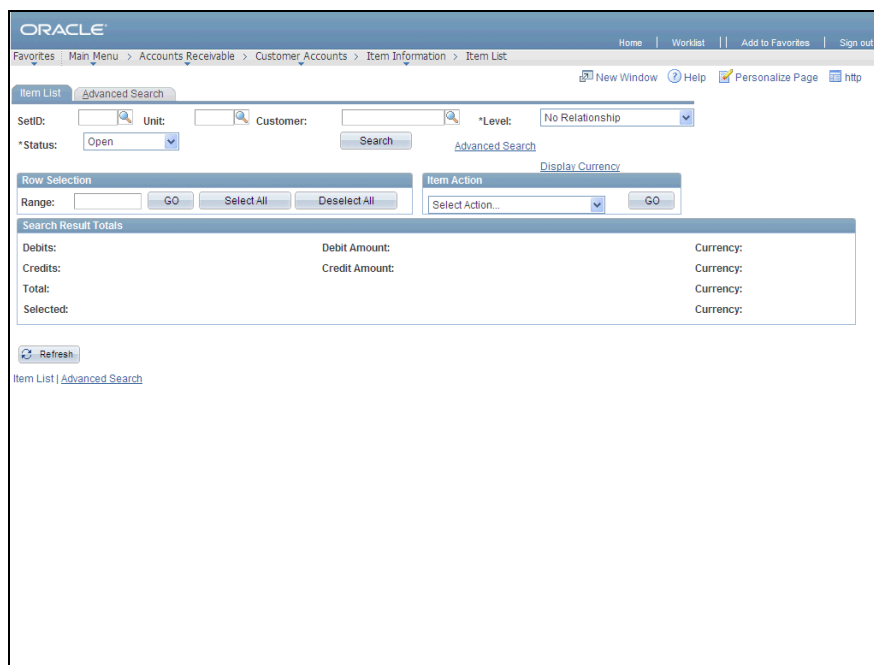 ORACLE
Home | Worklist || Add to Favorites | Sign out
Favorites Main Menu > Accounts Receivable > Customer Accounts > Item Information > Item List
New Window Help Personalize Page http
Item List Advanced Search
SetID: Unit: Customer: *Level: No Relationship
*Status: Open Search Advanced Search
Display Currency
Row Selection Item Action
Range: GO Select All Deselect All Select Action... GO
Search Result Totals
Debits: Debit Amount: Currency:
Credits: Credit Amount: Currency:
Total: Currency:
Selected: Currency:
Refresh
Item List | Advanced Search